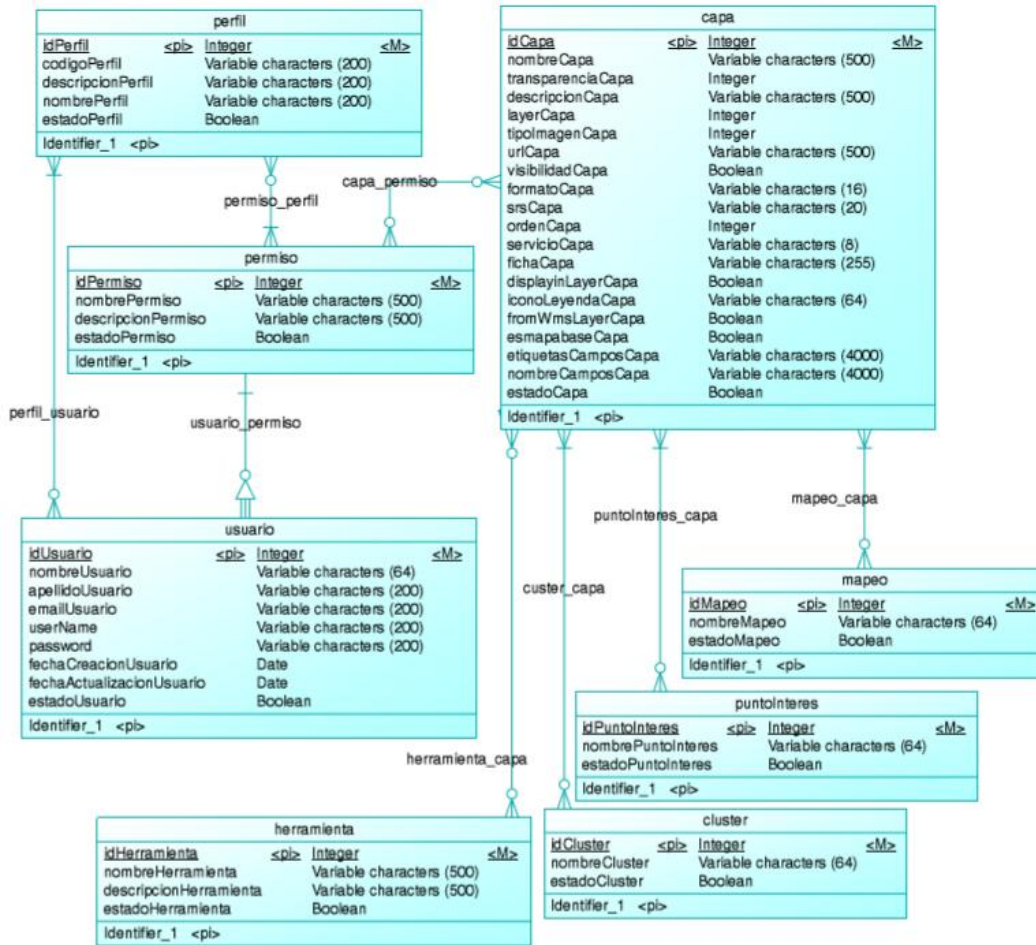 perfil
idPerfil <pi> Integer <M>
codigoPerfil Variable characters (200)
descripcionPerfil Variable characters (200)
nombrePerfil Variable characters (200)
estadoPerfil Boolean
Identifier_1 <pi>
capa
idCapa <pi> Integer <M>
nombreCapa Variable characters (500)
transparenciaCapa Integer
descripcionCapa Variable characters (500)
layerCapa Integer
tipoImagenCapa Integer
urlCapa Variable characters (500)
visibilidadCapa Boolean
formatoCapa Variable characters (16)
srsCapa Variable characters (20)
ordenCapa Integer
servicioCapa Variable characters (8)
fichaCapa Variable characters (255)
displayinLayerCapa Boolean
iconoLeyendaCapa Variable characters (64)
fromWmsLayerCapa Boolean
esmapabaseCapa Boolean
etiquetasCamposCapa Variable characters (4000)
nombreCamposCapa Variable characters (4000)
estadoCapa Boolean
Identifier_1 <pi>
capa_permiso
permiso_perfil
permiso
idPermiso <pi> Integer <M>
nombrePermiso Variable characters (500)
descripcionPermiso Variable characters (500)
estadoPermiso Boolean
Identifier_1 <pi>
perfil_usuario
usuario_permiso
usuario
idUsuario <pi> Integer <M>
nombreUsuario Variable characters (64)
apellidoUsuario Variable characters (200)
emailUsuario Variable characters (200)
userName Variable characters (200)
password Variable characters (200)
fechaCreacionUsuario Date
fechaActualizacionUsuario Date
estadoUsuario Boolean
Identifier_1 <pi>
mapeo_capa
puntoInteres_capa
custer_capa
herramienta_capa
mapeo
idMapeo <pi> Integer <M>
nombreMapeo Variable characters (64)
estadoMapeo Boolean
Identifier_1 <pi>
puntoInteres
idPuntoInteres <pi> Integer <M>
nombrePuntoInteres Variable characters (64)
estadoPuntoInteres Boolean
Identifier_1 <pi>
herramienta
idHerramienta <pi> Integer <M>
nombreHerramienta Variable characters (500)
descripcionHerramienta Variable characters (500)
estadoHerramienta Boolean
Identifier_1 <pi>
cluster
idCluster <pi> Integer <M>
nombreCluster Variable characters (64)
estadoCluster Boolean
Identifier_1 <pi>